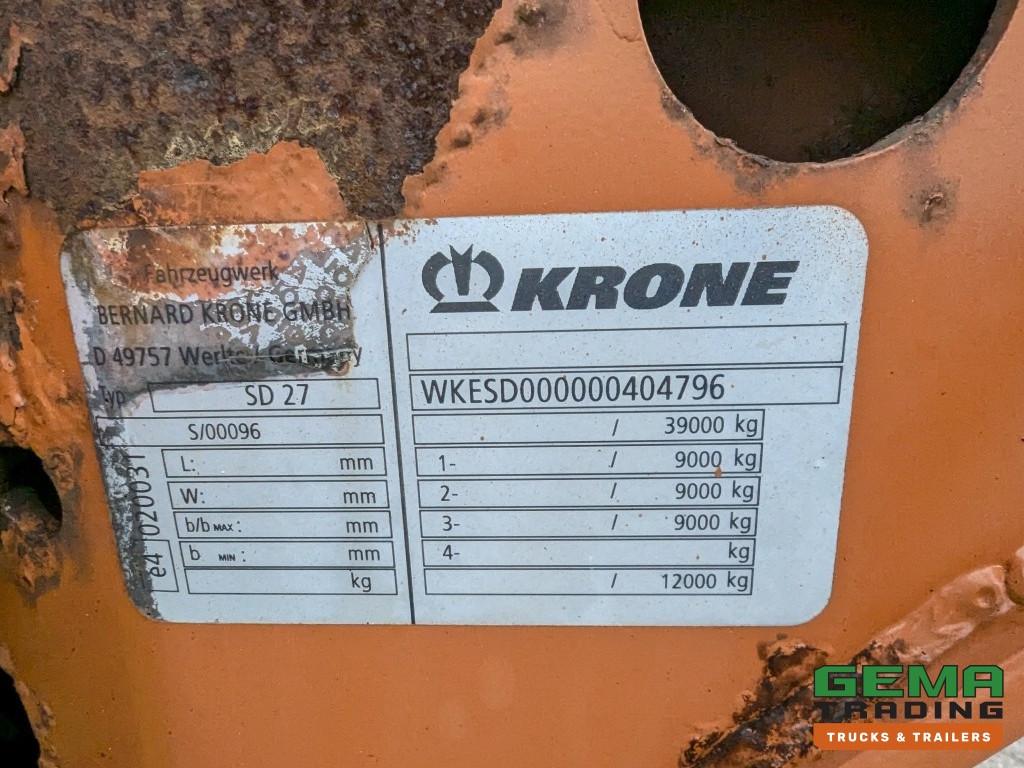 Fahrzeugwerk
BERNARD KRONE GMBH
D 49757 Werlte / Germany
typ SD 27
S/00096
L: mm
W: mm
b/b MAX : mm
b MIN : mm
kg
e4 020031
KRONE
WKESD000000404796
/ 39000 kg
1- / 9000 kg
2- / 9000 kg
3- / 9000 kg
4- kg
/ 12000 kg
GEMA
TRADING
TRUCKS & TRAILERS